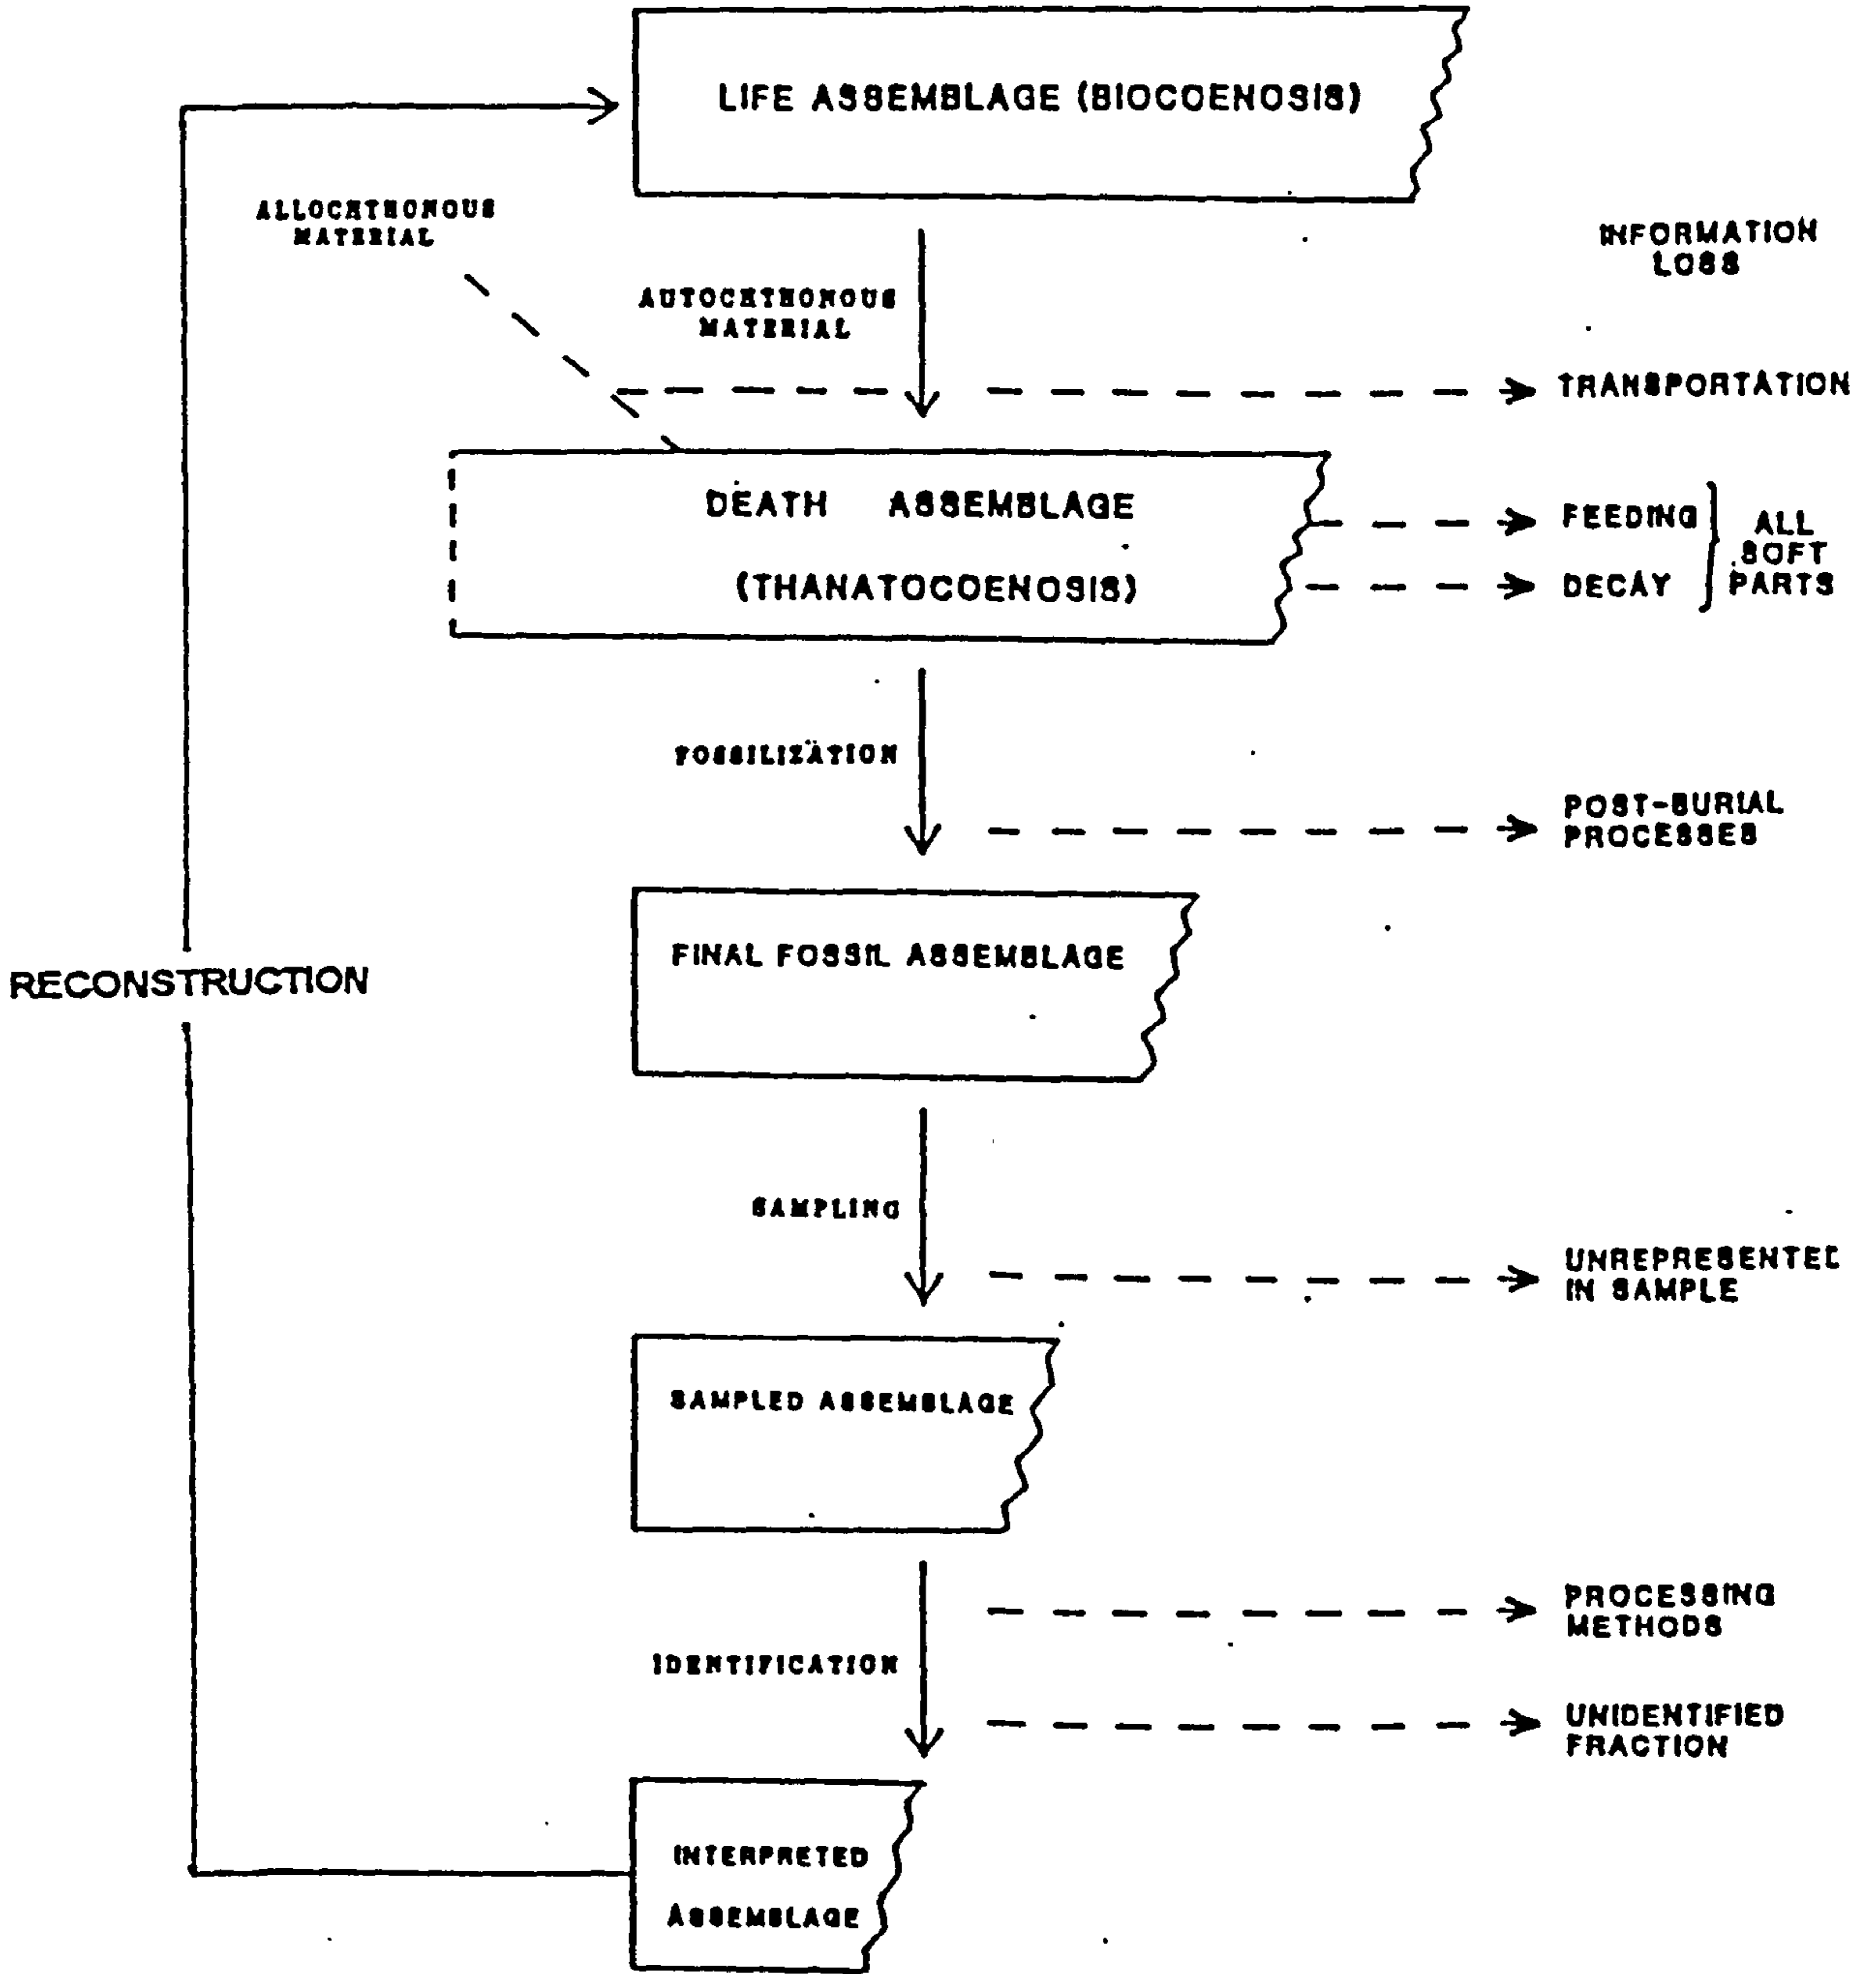 LIFE ASSEMBLAGE (BIOCOENOSIS)
ALLOCHTHONOUS
MATERIAL
INFORMATION
LOSS
AUTOCHTHONOUS
MATERIAL
TRANSPORTATION
DEATH ASSEMBLAGE
(THANATOCOENOSIS)
FEEDING
DECAY
ALL
SOFT
PARTS
FOSSILIZATION
POST-BURIAL
PROCESSES
FINAL FOSSIL ASSEMBLAGE
RECONSTRUCTION
SAMPLING
UNREPRESENTED
IN SAMPLE
SAMPLED ASSEMBLAGE
PROCESSING
METHODS
IDENTIFICATION
UNIDENTIFIED
FRACTION
INTERPRETED
ASSEMBLAGE